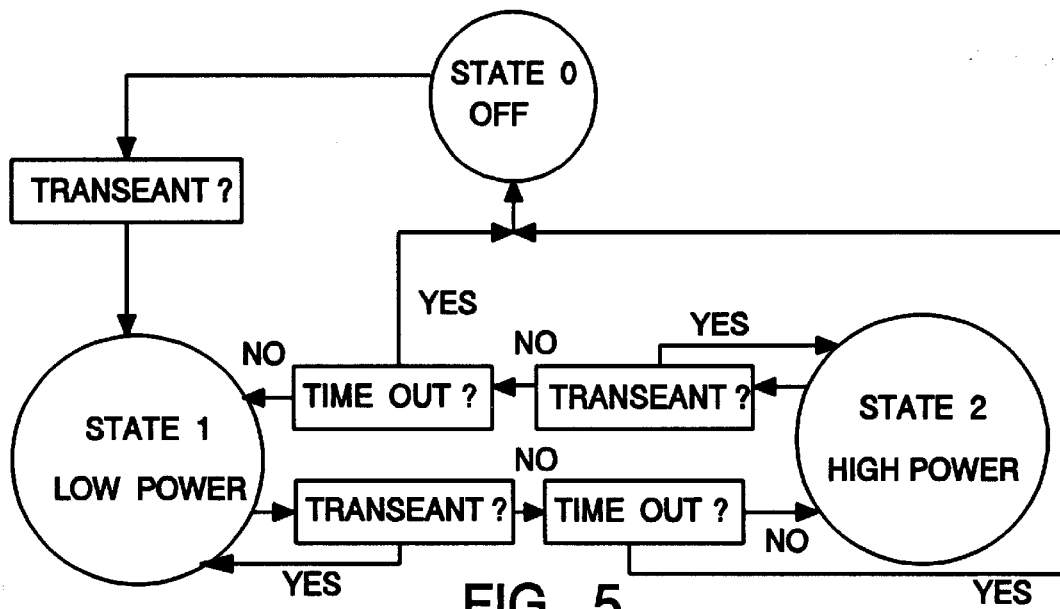 STATE 0
OFF
TRANSEANT ?
YES
YES
NO
NO
TIME OUT ?
TRANSEANT ?
STATE 1
LOW POWER
STATE 2
HIGH POWER
NO
TRANSEANT ?
TIME OUT ?
NO
YES
YES
FIG. 5